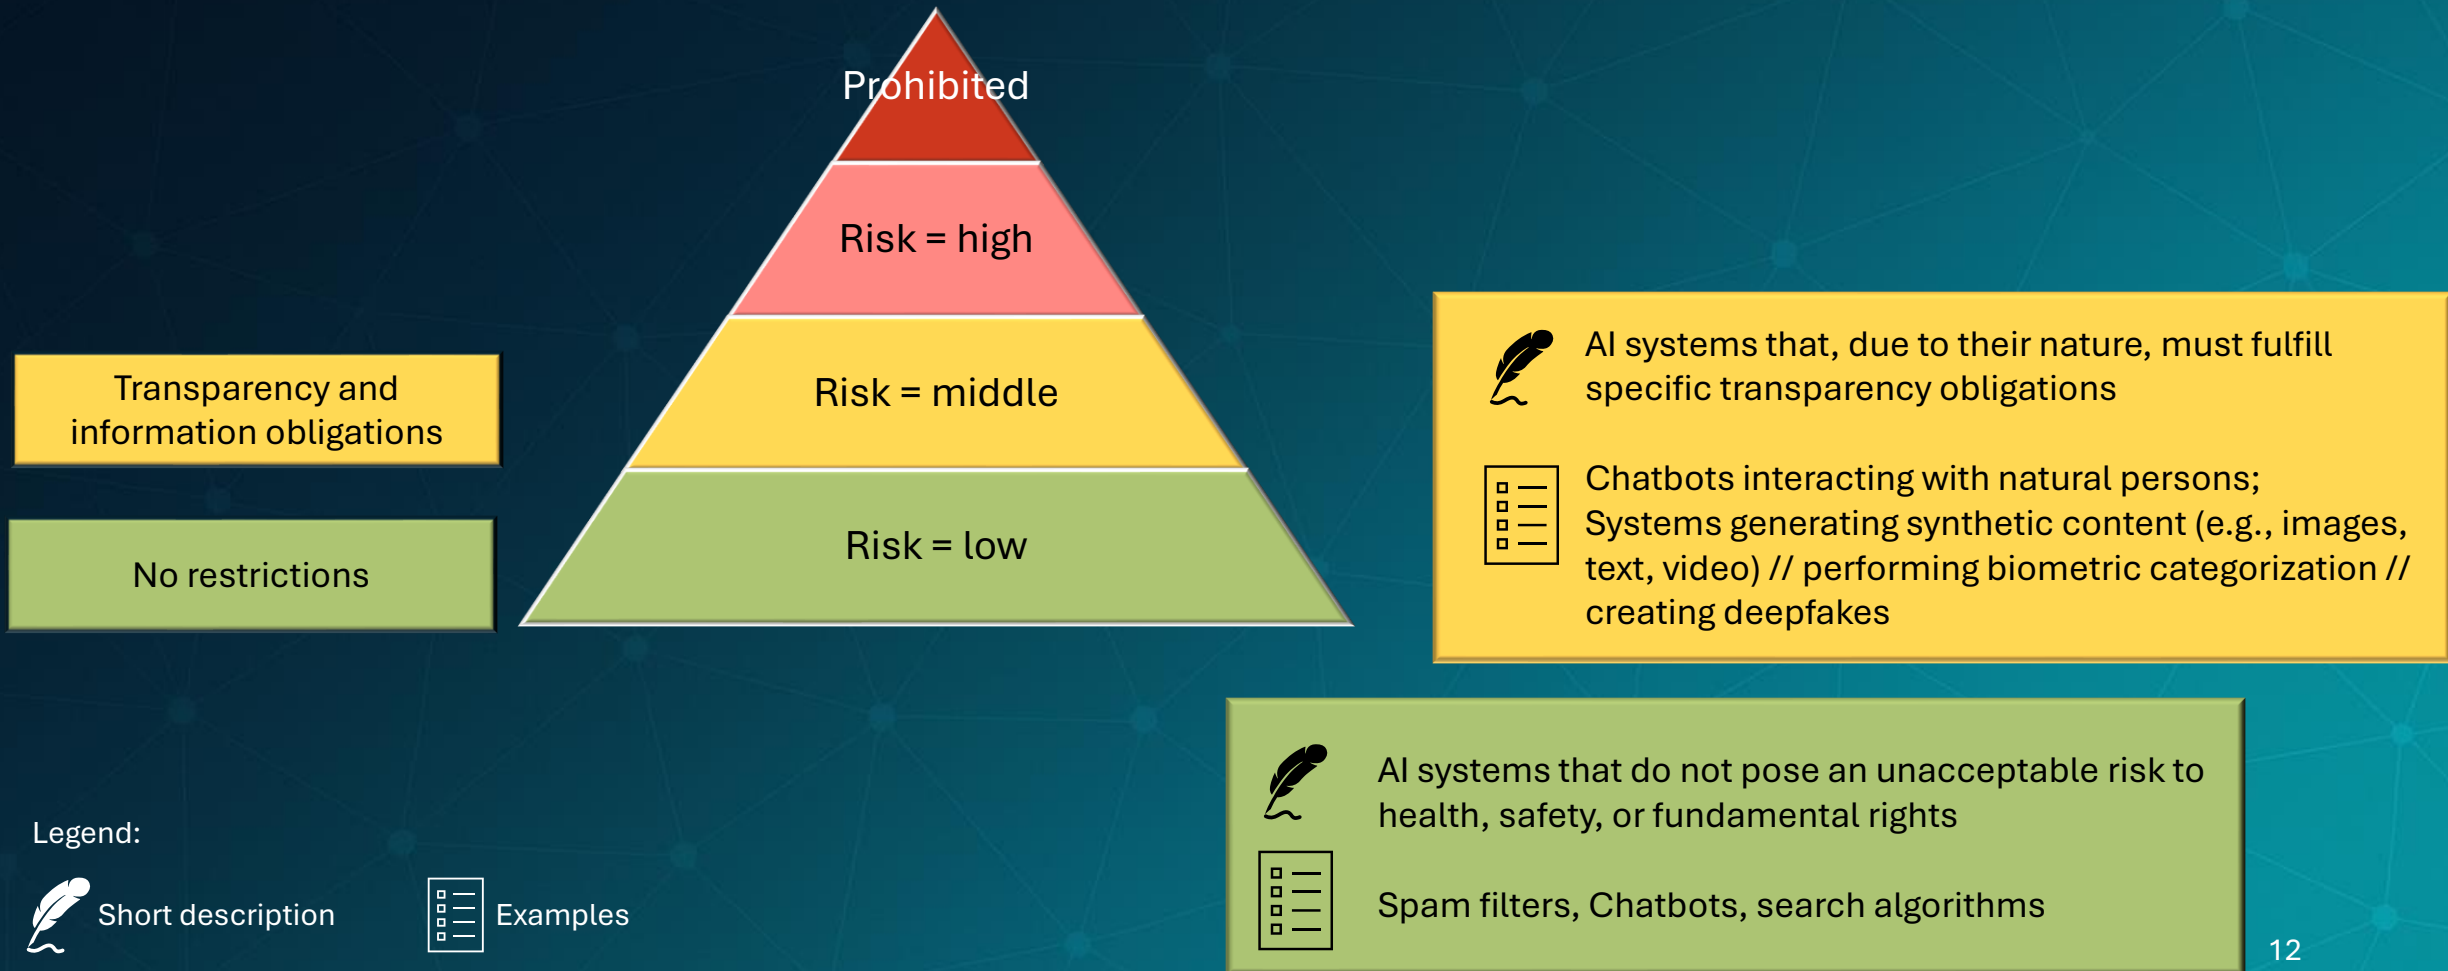 Prohibited
Risk = high
Risk = middle
Risk = low
Transparency and
information obligations
No restrictions
AI systems that, due to their nature, must fulfill
specific transparency obligations
Chatbots interacting with natural persons;
Systems generating synthetic content (e.g., images,
text, video) // performing biometric categorization //
creating deepfakes
AI systems that do not pose an unacceptable risk to
health, safety, or fundamental rights
Spam filters, Chatbots, search algorithms
Legend:
Short description
Examples
12